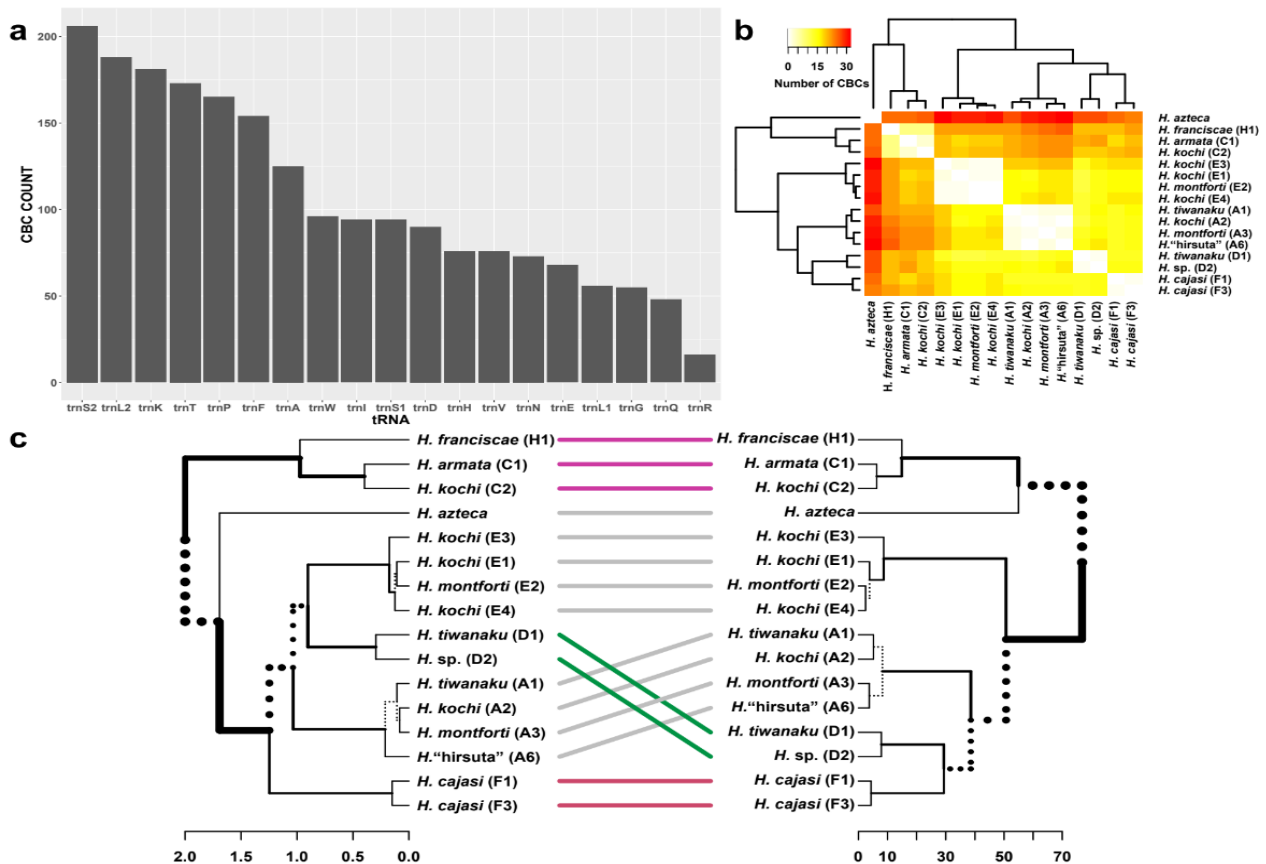 a
200
150
100
50
0
CBC COUNT
trnS2 trnL2 trnK trnT trnP trnF trnA trnW trnI trnS1 trnD trnH trnV trnN trnE trnL1 trnG trnQ trnR
tRNA
b
0 15 30
Number of CBCs
H. azteca
H. franciscae (H1)
H. armata (C1)
H. kochi (C2)
H. kochi (E3)
H. kochi (E1)
H. montforti (E2)
H. kochi (E4)
H. tiwanaku (A1)
H. kochi (A2)
H. montforti (A3)
H."hirsuta" (A6)
H. tiwanaku (D1)
H. sp. (D2)
H. cajasi (F1)
H. cajasi (F3)
H. azteca
H. franciscae (H1)
H. armata (C1)
H. kochi (C2)
H. kochi (E3)
H. kochi (E1)
H. montforti (E2)
H. kochi (E4)
H. tiwanaku (A1)
H. kochi (A2)
H. montforti (A3)
H."hirsuta" (A6)
H. tiwanaku (D1)
H. sp. (D2)
H. cajasi (F1)
H. cajasi (F3)
c
H. franciscae (H1)
H. armata (C1)
H. kochi (C2)
H. azteca
H. kochi (E3)
H. kochi (E1)
H. montforti (E2)
H. kochi (E4)
H. tiwanaku (D1)
H. sp. (D2)
H. tiwanaku (A1)
H. kochi (A2)
H. montforti (A3)
H."hirsuta" (A6)
H. cajasi (F1)
H. cajasi (F3)
2.0 1.5 1.0 0.5 0.0
H. franciscae (H1)
H. armata (C1)
H. kochi (C2)
H. azteca
H. kochi (E3)
H. kochi (E1)
H. montforti (E2)
H. kochi (E4)
H. tiwanaku (A1)
H. kochi (A2)
H. montforti (A3)
H."hirsuta" (A6)
H. tiwanaku (D1)
H. sp. (D2)
H. cajasi (F1)
H. cajasi (F3)
0 10 30 50 70